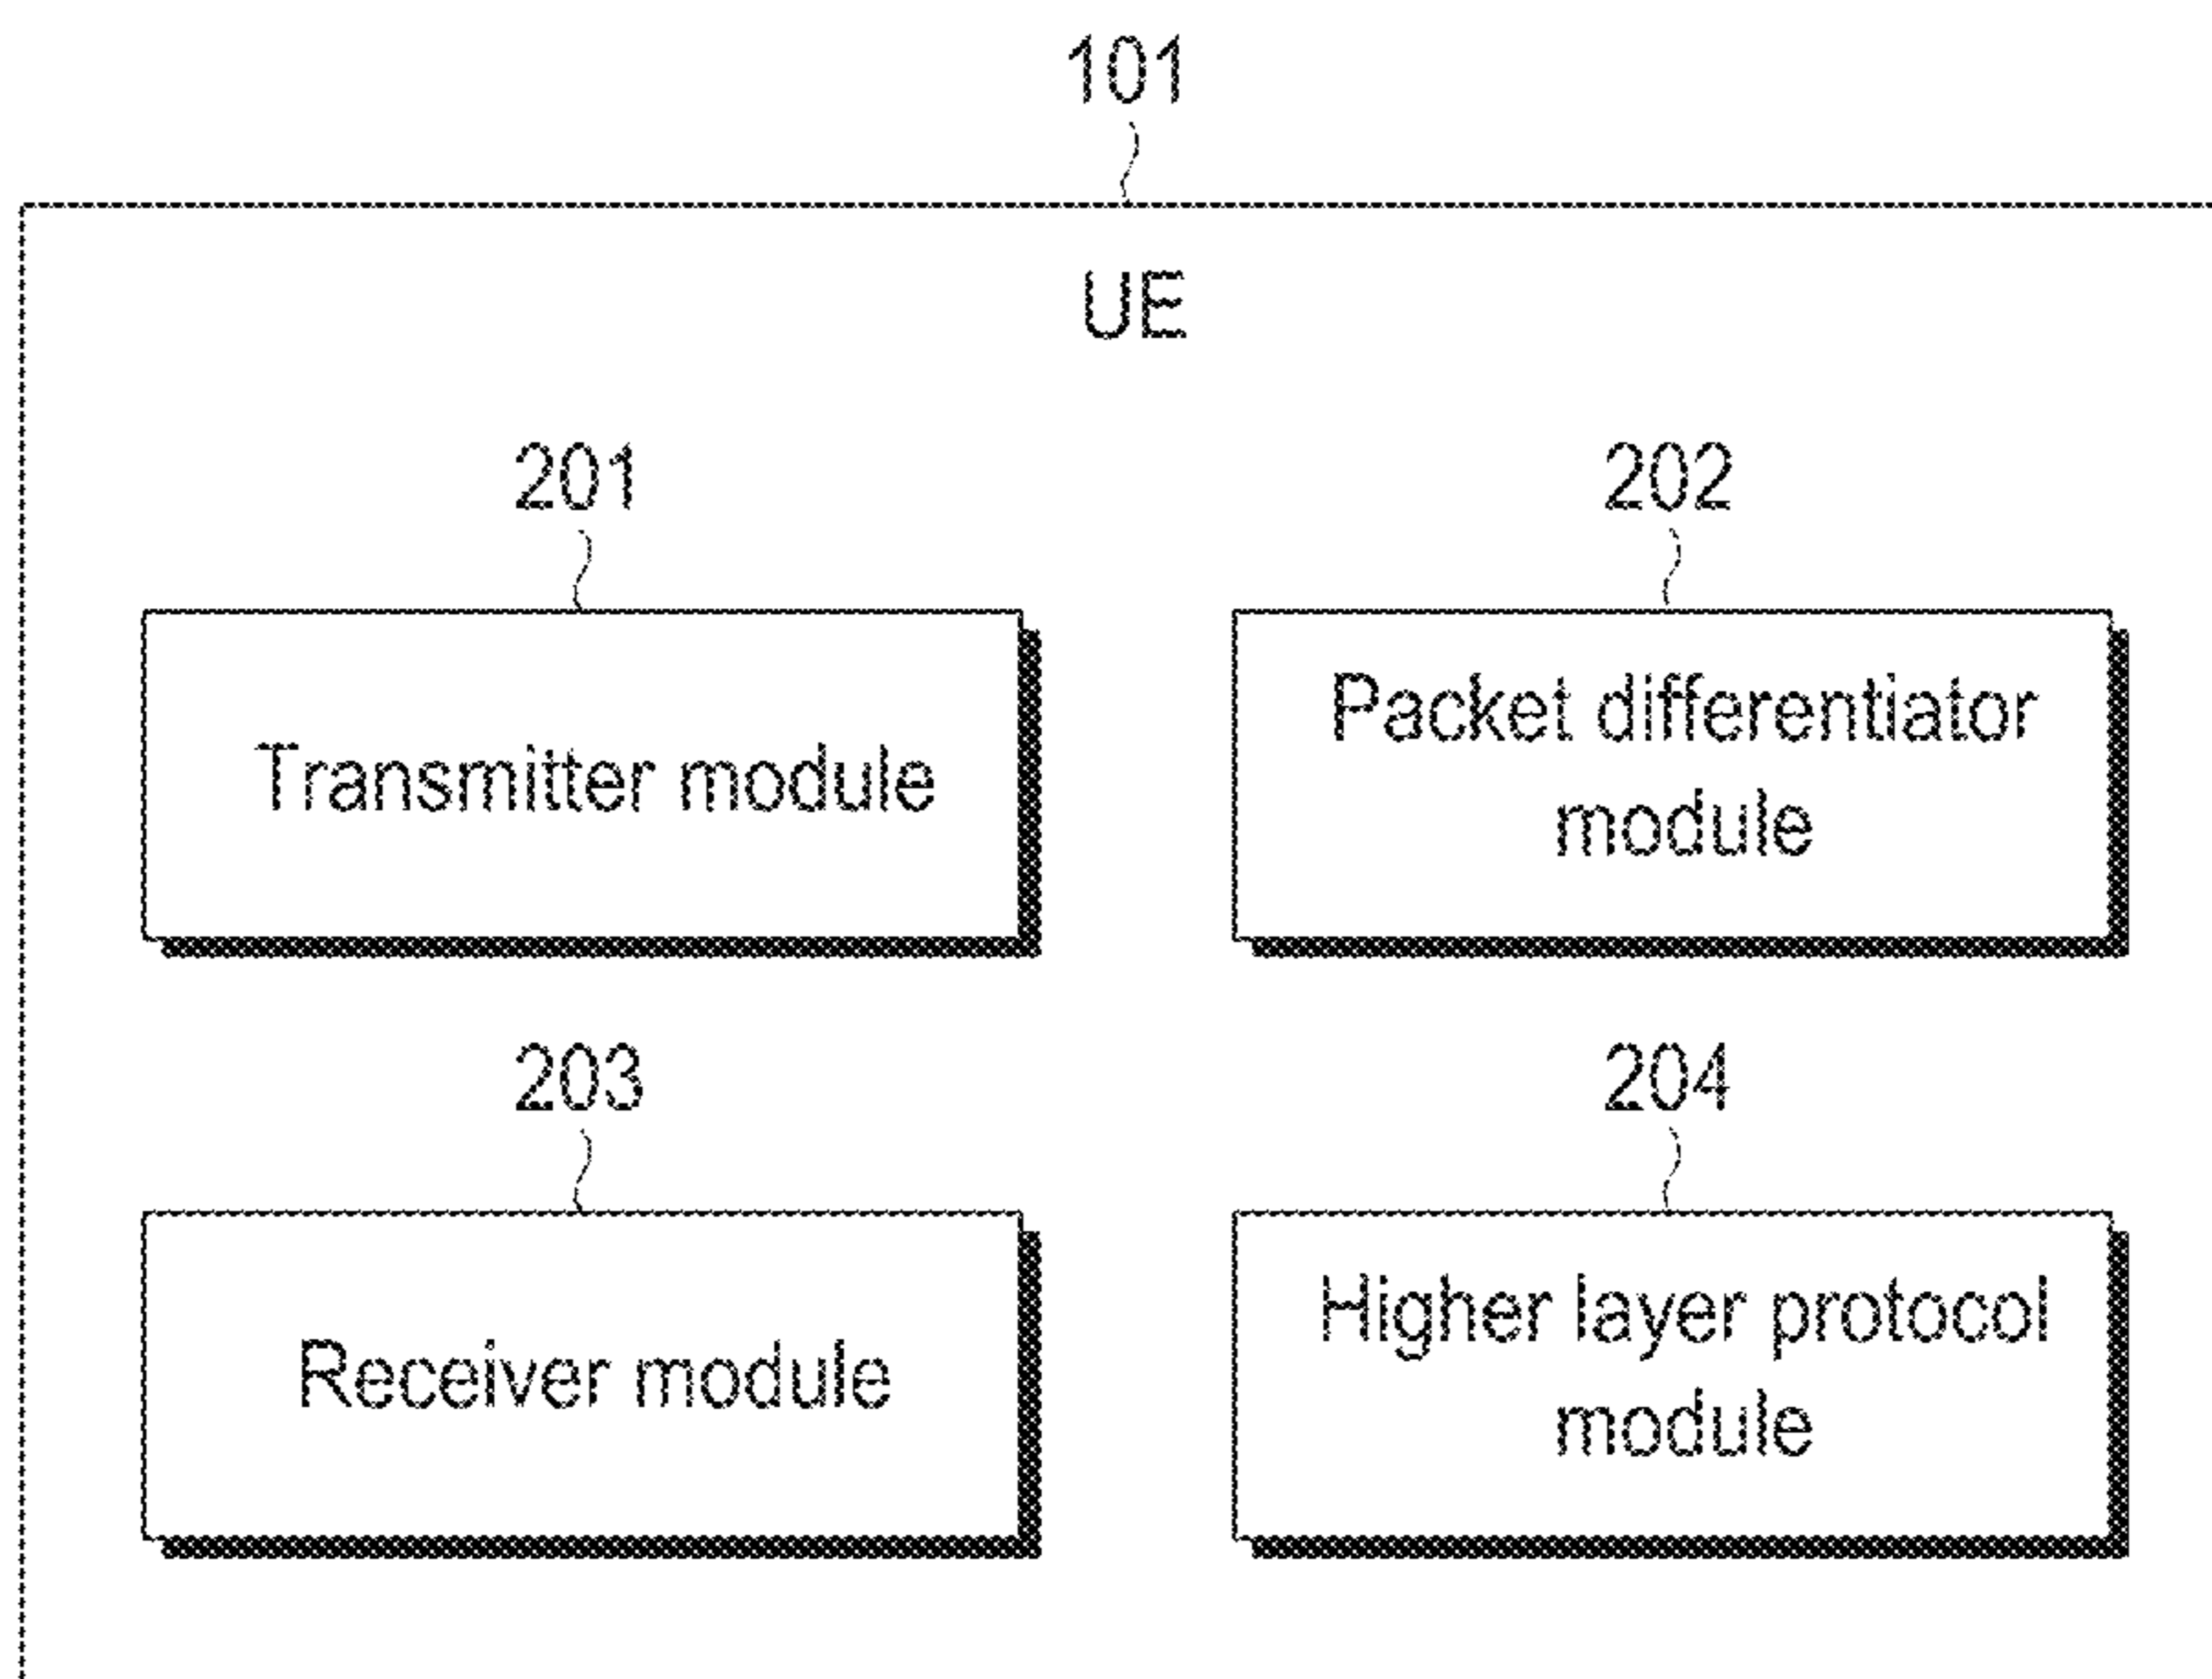 101
UE
201
202
Transmitter module
Packet differentiator
module
203
204
Receiver module
Higher layer protocol
module